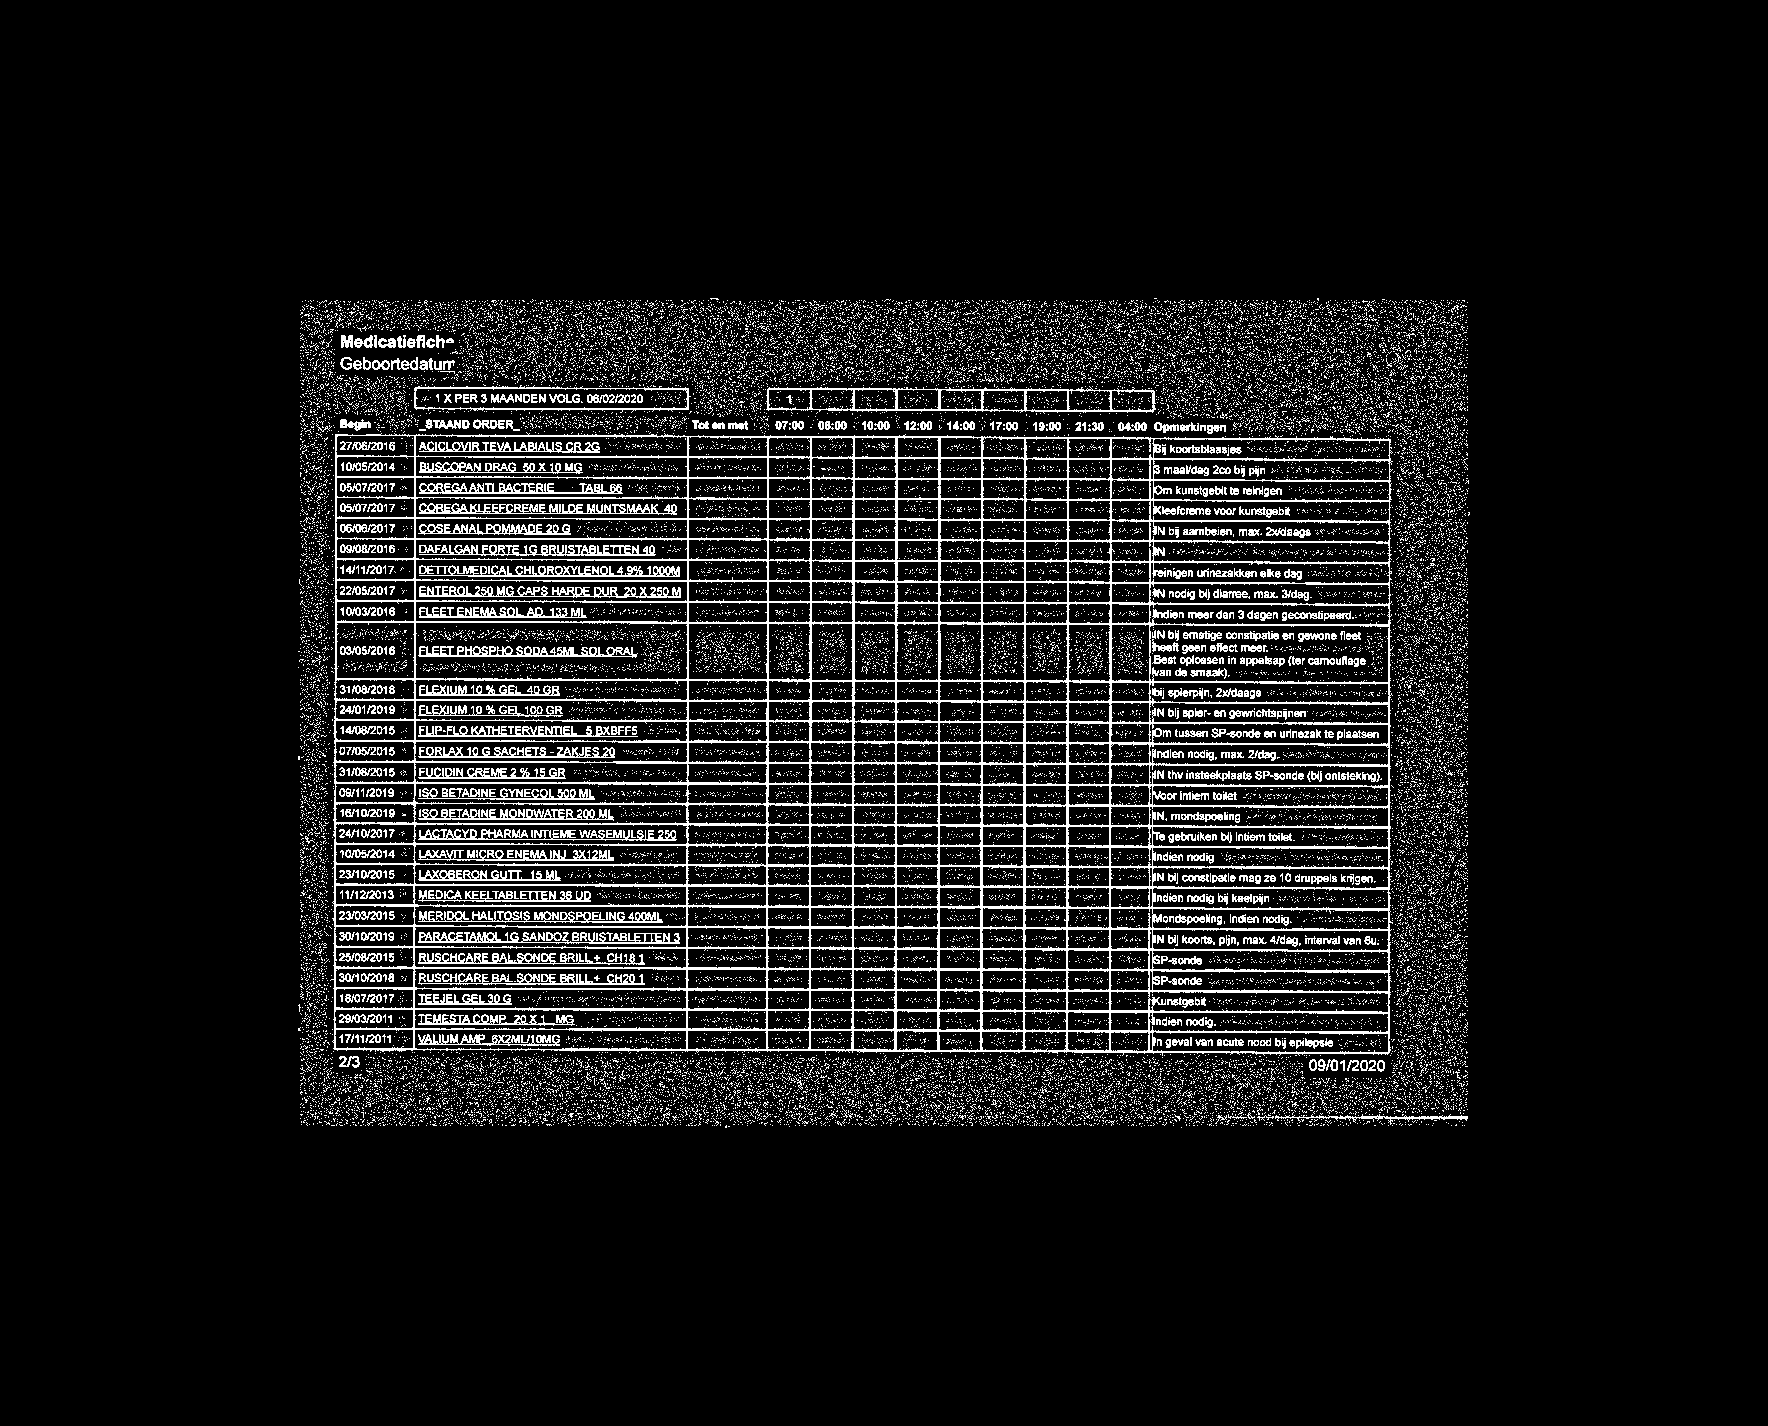 Medicatiefiche
Geboortedatum
1 X PER 3 MAANDEN VOLG. 06/02/2020 1
Begin _STAAND ORDER_ Tot en met 07:00 08:00 10:00 12:00 14:00 17:00 19:00 21:30 04:00 Opmerkingen
27/06/2016 ACICLOVIR TEVA LABIALIS CR 2G Bij koortsblaasjes
10/05/2014 BUSCOPAN DRAG 50 X 10 MG 3 maal/dag 2co bij pijn
05/07/2017 COREGA ANTI BACTERIE TABL 66 Om kunstgebit te reinigen
05/07/2017 COREGA KLEEFCREME MILDE MUNTSMAAK 40 Kleefcreme voor kunstgebit
06/06/2017 COSE ANAL POMMADE 20 G IN bij aambeien, max. 2x/daags
09/08/2016 DAFALGAN FORTE 1G BRUISTABLETTEN 40 IN
14/11/2017 DETTOLMEDICAL CHLOROXYLENOL 4,9% 1000M reinigen urinezakken elke dag
22/05/2017 ENTEROL 250 MG CAPS HARDE DUR 20 X 250 M IN nodig bij diarree, max. 3/dag.
10/03/2016 FLEET ENEMA SOL AD 133 ML Indien meer dan 3 dagen geconstipeerd.
03/05/2016 FLEET PHOSPHO SODA 45ML SOL ORAL IN bij ernstige constipatie en gewone fleet
heeft geen effect meer.
Best oplossen in appelsap (ter camouflage
van de smaak).
31/08/2018 FLEXIUM 10 % GEL 40 GR bij spierpijn, 2x/daags
24/01/2019 FLEXIUM 10 % GEL 100 GR IN bij spier- en gewrichtspijnen
14/08/2015 FLIP-FLO KATHETERVENTIEL 5 BXBFF5 Om tussen SP-sonde en urinezak te plaatsen
07/05/2015 FORLAX 10 G SACHETS - ZAKJES 20 Indien nodig, max. 2/dag.
31/08/2015 FUCIDIN CREME 2 % 15 GR IN thv insteekplaats SP-sonde (bij ontsteking).
09/11/2019 ISO BETADINE GYNECOL 500 ML Voor intiem toilet
16/10/2019 ISO BETADINE MONDWATER 200 ML IN, mondspoeling
24/10/2017 LACTACYD PHARMA INTIEME WASEMULSIE 250 Te gebruiken bij intiem toilet.
10/05/2014 LAXAVIT MICRO ENEMA INJ 3X12ML Indien nodig
23/10/2015 LAXOBERON GUTT. 15 ML IN bij constipatie mag ze 10 druppels krijgen.
11/12/2013 MEDICA KEELTABLETTEN 36 UD Indien nodig bij keelpijn
23/03/2015 MERIDOL HALITOSIS MONDSPOELING 400ML Mondspoeling, indien nodig.
30/10/2019 PARACETAMOL 1G SANDOZ BRUISTABLETTEN 3 IN bij koorts, pijn, max. 4/dag, interval van 6u.
25/08/2015 RUSCHCARE BAL.SONDE BRILL.+ CH18 1 SP-sonde
30/10/2018 RUSCHCARE BAL.SONDE BRILL.+ CH20 1 SP-sonde
18/07/2017 TEEJEL GEL 30 G Kunstgebit
29/03/2011 TEMESTA COMP 20 X 1 MG Indien nodig.
17/11/2011 VALIUM AMP 6X2ML/10MG In geval van acute nood bij epilepsie
2/3 09/01/2020